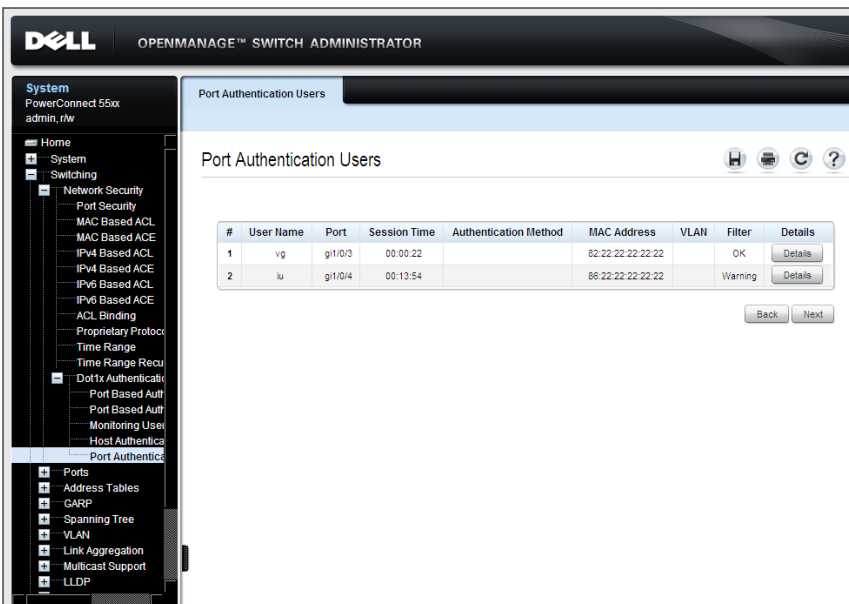 DELL
OPENMANAGE™ SWITCH ADMINISTRATOR
System
PowerConnect 55xx
admin, r/w
Home
System
Switching
Network Security
Port Security
MAC Based ACL
MAC Based ACE
IPv4 Based ACL
IPv4 Based ACE
IPv6 Based ACL
IPv6 Based ACE
ACL Binding
Proprietary Protoco
Time Range
Time Range Recu
Dot1x Authenticatio
Port Based Auth
Port Based Auth
Monitoring User
Host Authentica
Port Authentica
Ports
Address Tables
GARP
Spanning Tree
VLAN
Link Aggregation
Multicast Support
LLDP
Port Authentication Users
Port Authentication Users
?
# User Name Port Session Time Authentication Method MAC Address VLAN Filter Details
1 vg gi1/0/3 00:00:22 82:22:22:22:22:22 OK Details
2 iu gi1/0/4 00:13:54 86:22:22:22:22:22 Warning Details
Back Next